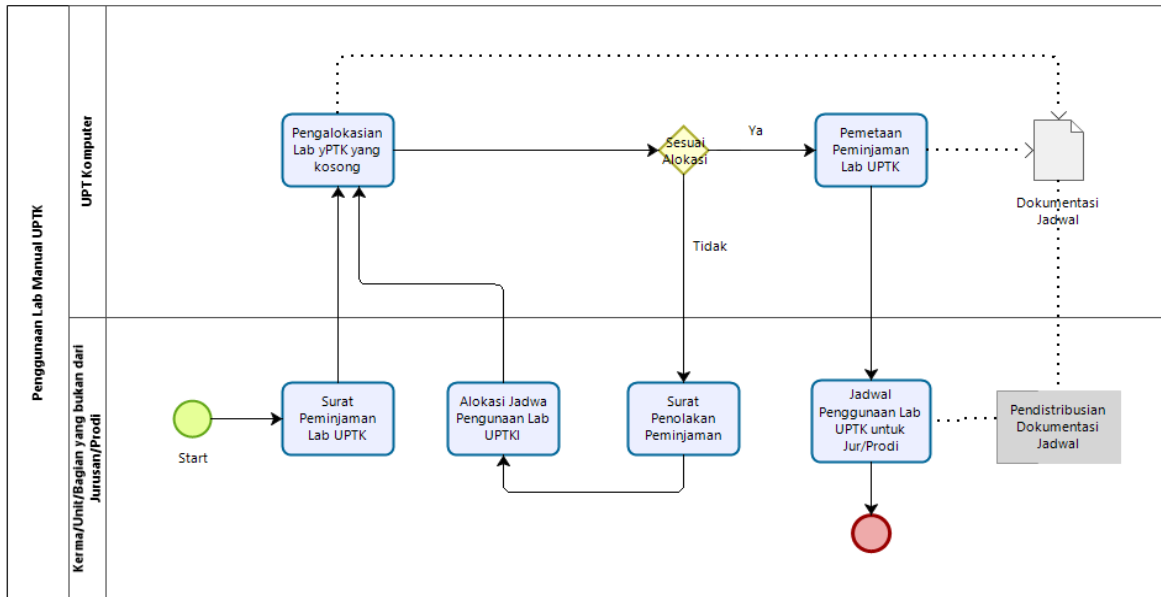 Penggunaan Lab Manual UPTK
UPT Komputer
Pengalokasian
Lab yPTK yang
kosong
Sesuai
Alokasi
Ya
Tidak
Pemetaan
Peminjaman
Lab UPTK
Dokumentasi
Jadwal
Kerma/Unit/Bagian yang bukan dari
Jurusan/Prodi
Start
Surat
Peminjaman
Lab UPTK
Alokasi Jadwa
Pengunaan Lab
UPTKI
Surat
Penolakan
Peminjaman
Jadwal
Penggunaan Lab
UPTK untuk
Jur/Prodi
Pendistribusian
Dokumentasi
Jadwal